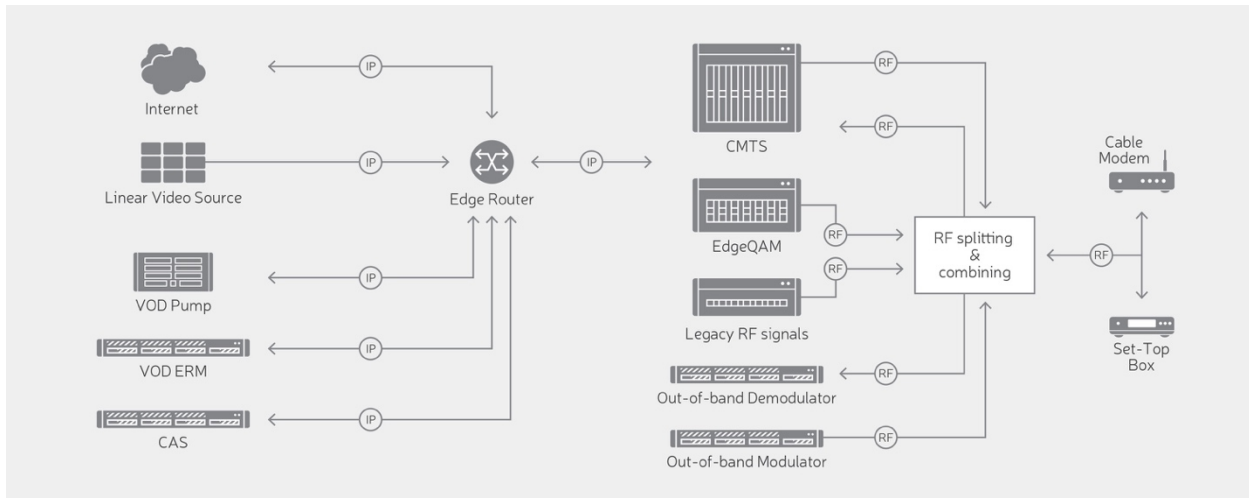 Internet
IP
Linear Video Source
IP
Edge Router
IP
VOD Pump
IP
VOD ERM
IP
CAS
IP
CMTS
RF
RF
EdgeQAM
RF
RF
Legacy RF signals
RF splitting
&
combining
RF
Cable
Modem
Set-Top
Box
Out-of-band Demodulator
RF
Out-of-band Modulator
RF